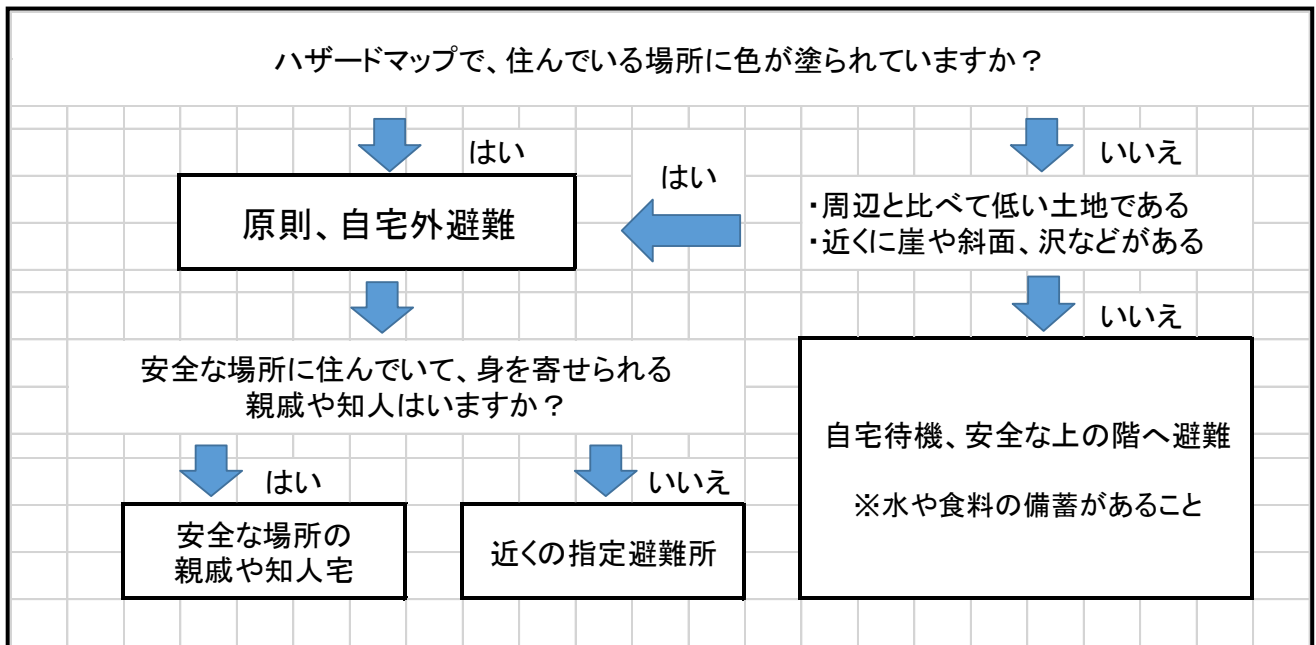 ハザードマップで、住んでいる場所に色が塗られていますか？
はい
いいえ
原則、自宅外避難
はい
・周辺と比べて低い土地である
・近くに崖や斜面、沢などがある
いいえ
安全な場所に住んでいて、身を寄せられる
親戚や知人はいますか？
自宅待機、安全な上の階へ避難
※水や食料の備蓄があること
はい
いいえ
安全な場所の
親戚や知人宅
近くの指定避難所